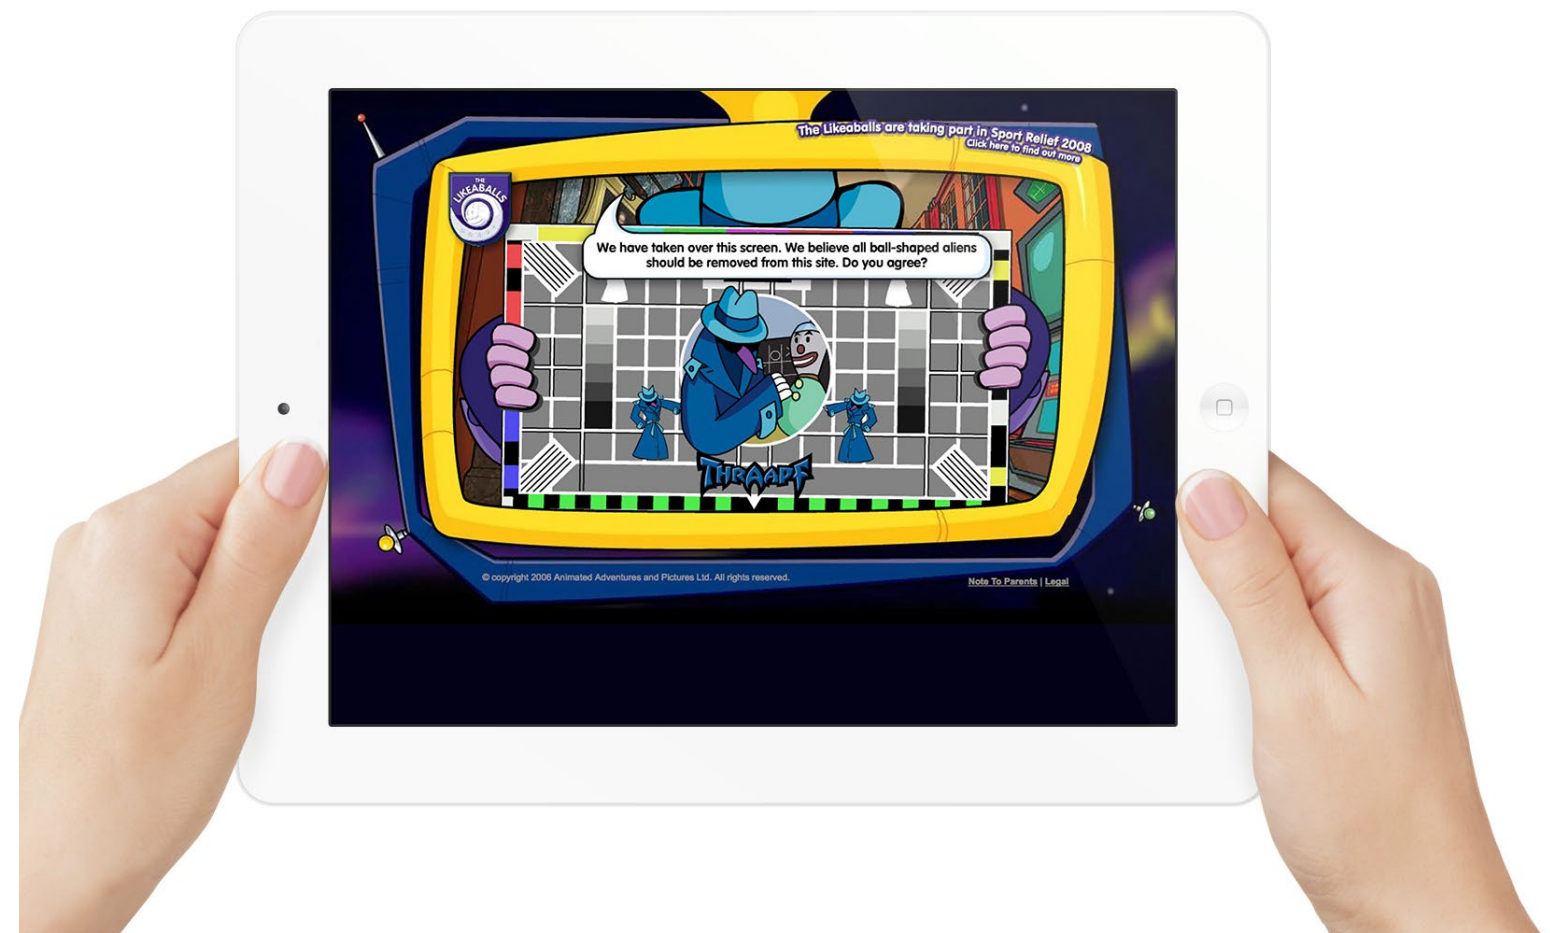 The Likeaballs are taking part in Sport Relief 2008
Click here to find out more
THE
LIKEABALLS
We have taken over this screen. We believe all ball-shaped aliens
should be removed from this site. Do you agree?
THRAAPF
© copyright 2006 Animated Adventures and Pictures Ltd. All rights reserved.
Note To Parents | Legal